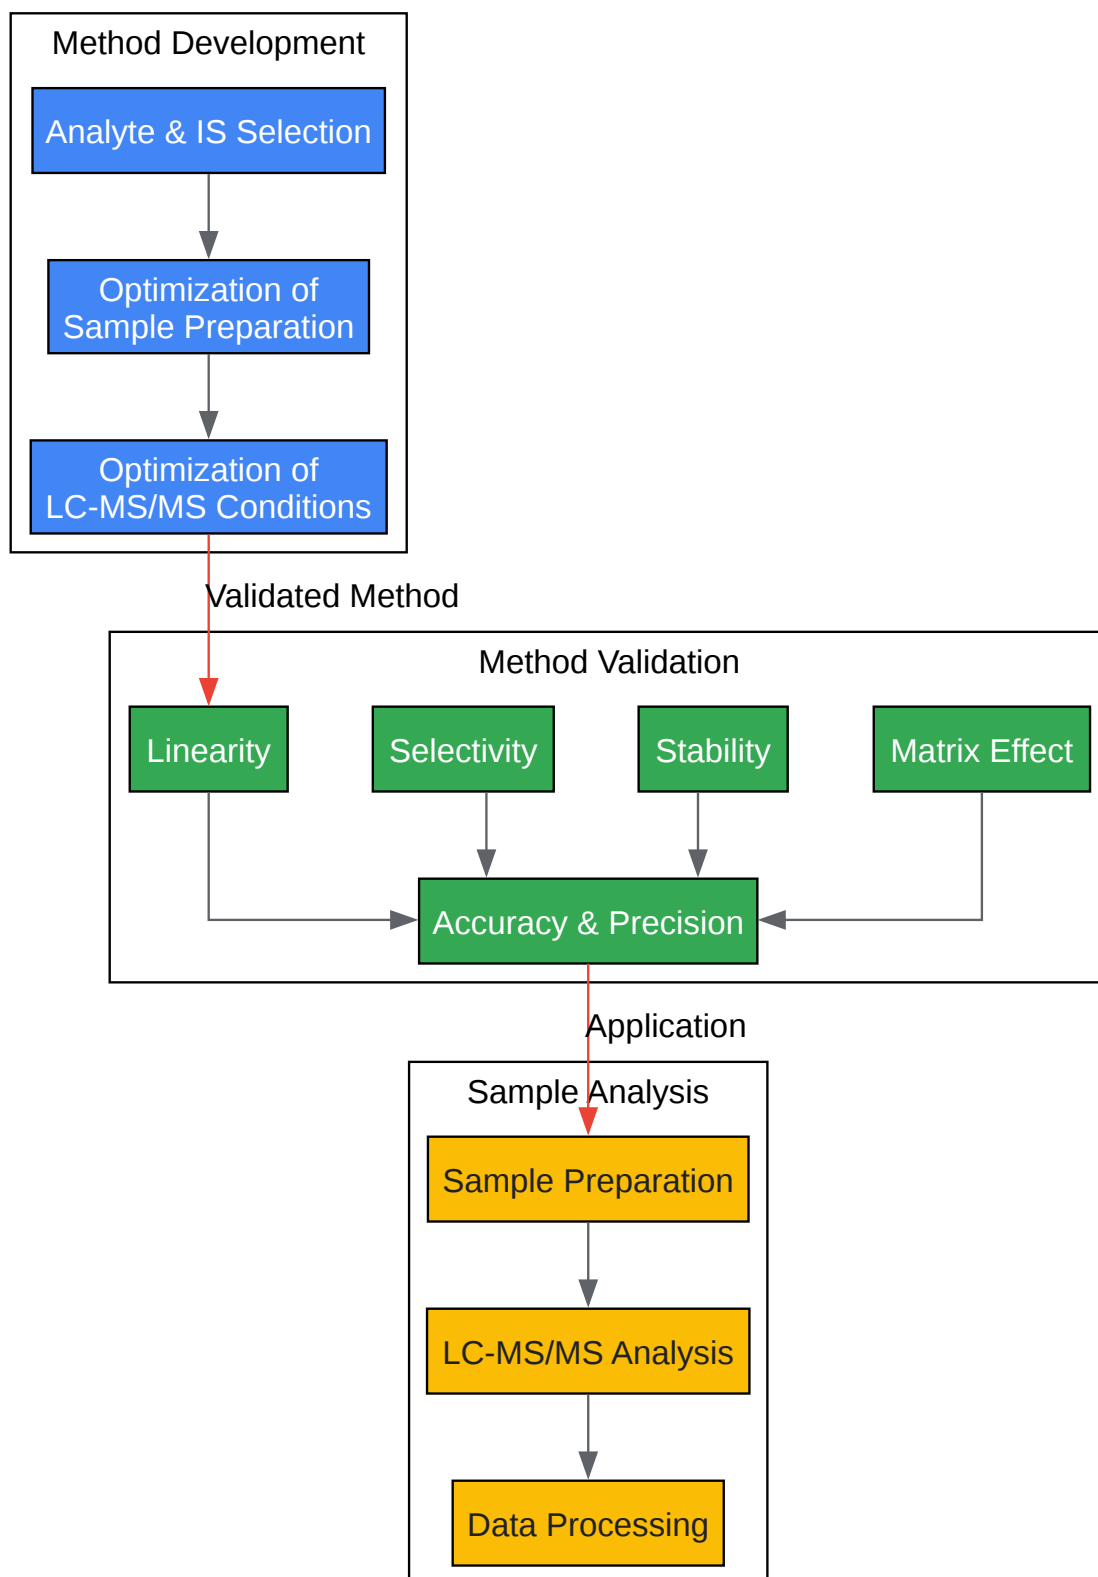 Method Development
Analyte & IS Selection
Optimization of
Sample Preparation
Optimization of
LC-MS/MS Conditions
Validated Method
Method Validation
Linearity
Selectivity
Stability
Matrix Effect
Accuracy & Precision
Application
Sample Analysis
Sample Preparation
LC-MS/MS Analysis
Data Processing